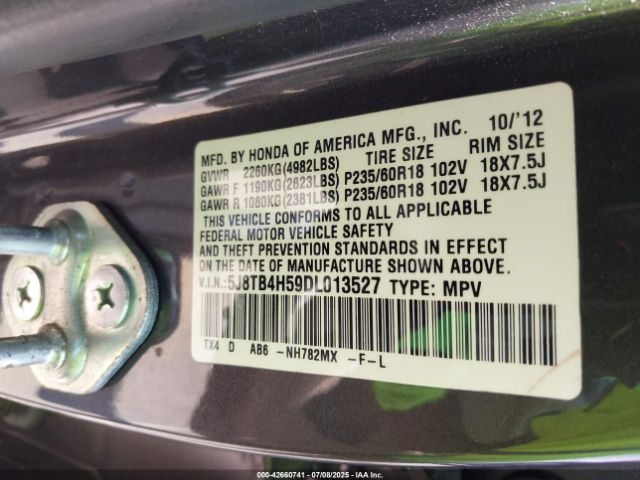 MFD. BY HONDA OF AMERICA MFG., INC. 10/'12
GVWR 2260KG(4982LBS) TIRE SIZE RIM SIZE
GAWR F 1190KG(2623LBS) P235/60R18 102V 18X7.5J
GAWR R 1080KG(2381LBS) P235/60R18 102V 18X7.5J
THIS VEHICLE CONFORMS TO ALL APPLICABLE
FEDERAL MOTOR VEHICLE SAFETY
AND THEFT PREVENTION STANDARDS IN EFFECT
ON THE DATE OF MANUFACTURE SHOWN ABOVE.
V.I.N.:5J8TB4H59DL013527 TYPE: MPV
TX4 D AB6 -NH782MX -F-L
000-42660741 - 07/08/2025 - IAA Inc.